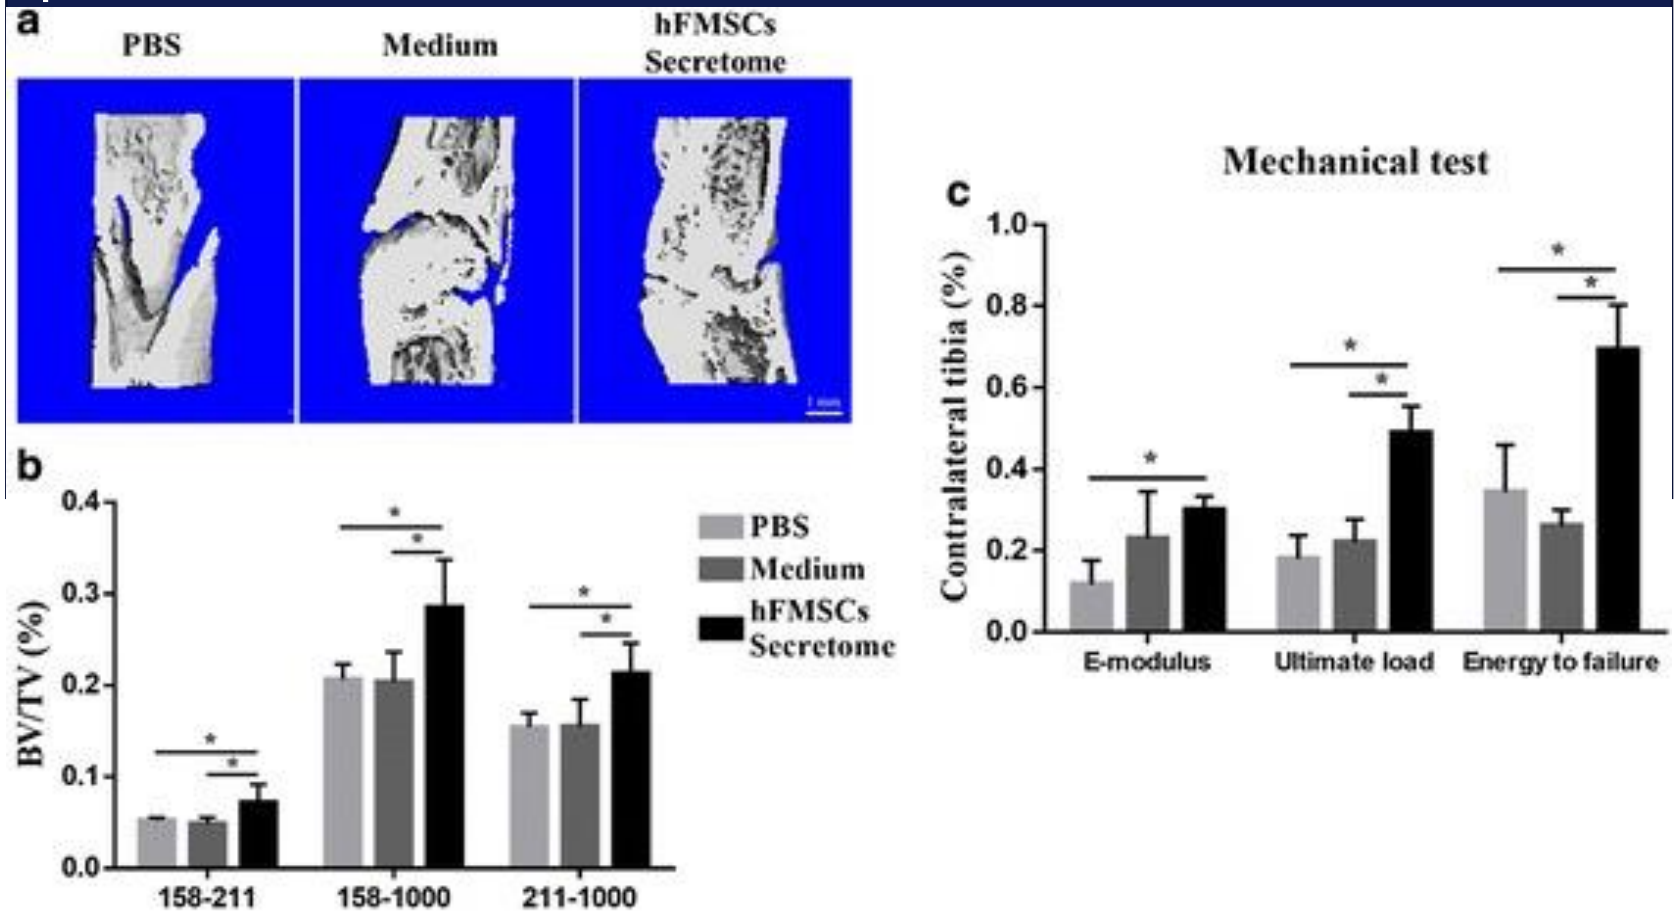 a
PBS
Medium
hFMSCs
Secretome
1 mm
b
0.4
0.3
0.2
0.1
0.0
BV/TV (%)
*
*
*
*
*
*
158-211
158-1000
211-1000
PBS
Medium
hFMSCs
Secretome
Mechanical test
c
1.0
0.8
0.6
0.4
0.2
0.0
Contralateral tibia (%)
*
*
*
*
*
E-modulus
Ultimate load
Energy to failure